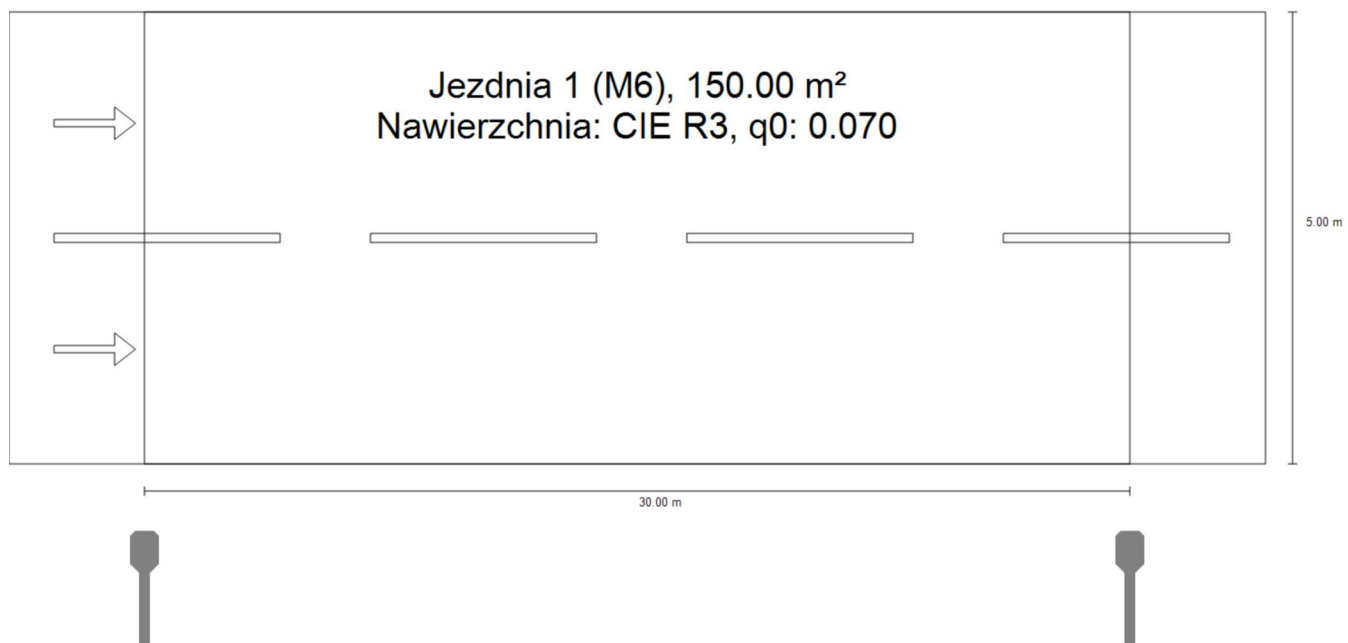 Jezdnia 1 (M6), 150.00 m²
Nawierzchnia: CIE R3, q0: 0.070
5.00 m
30.00 m